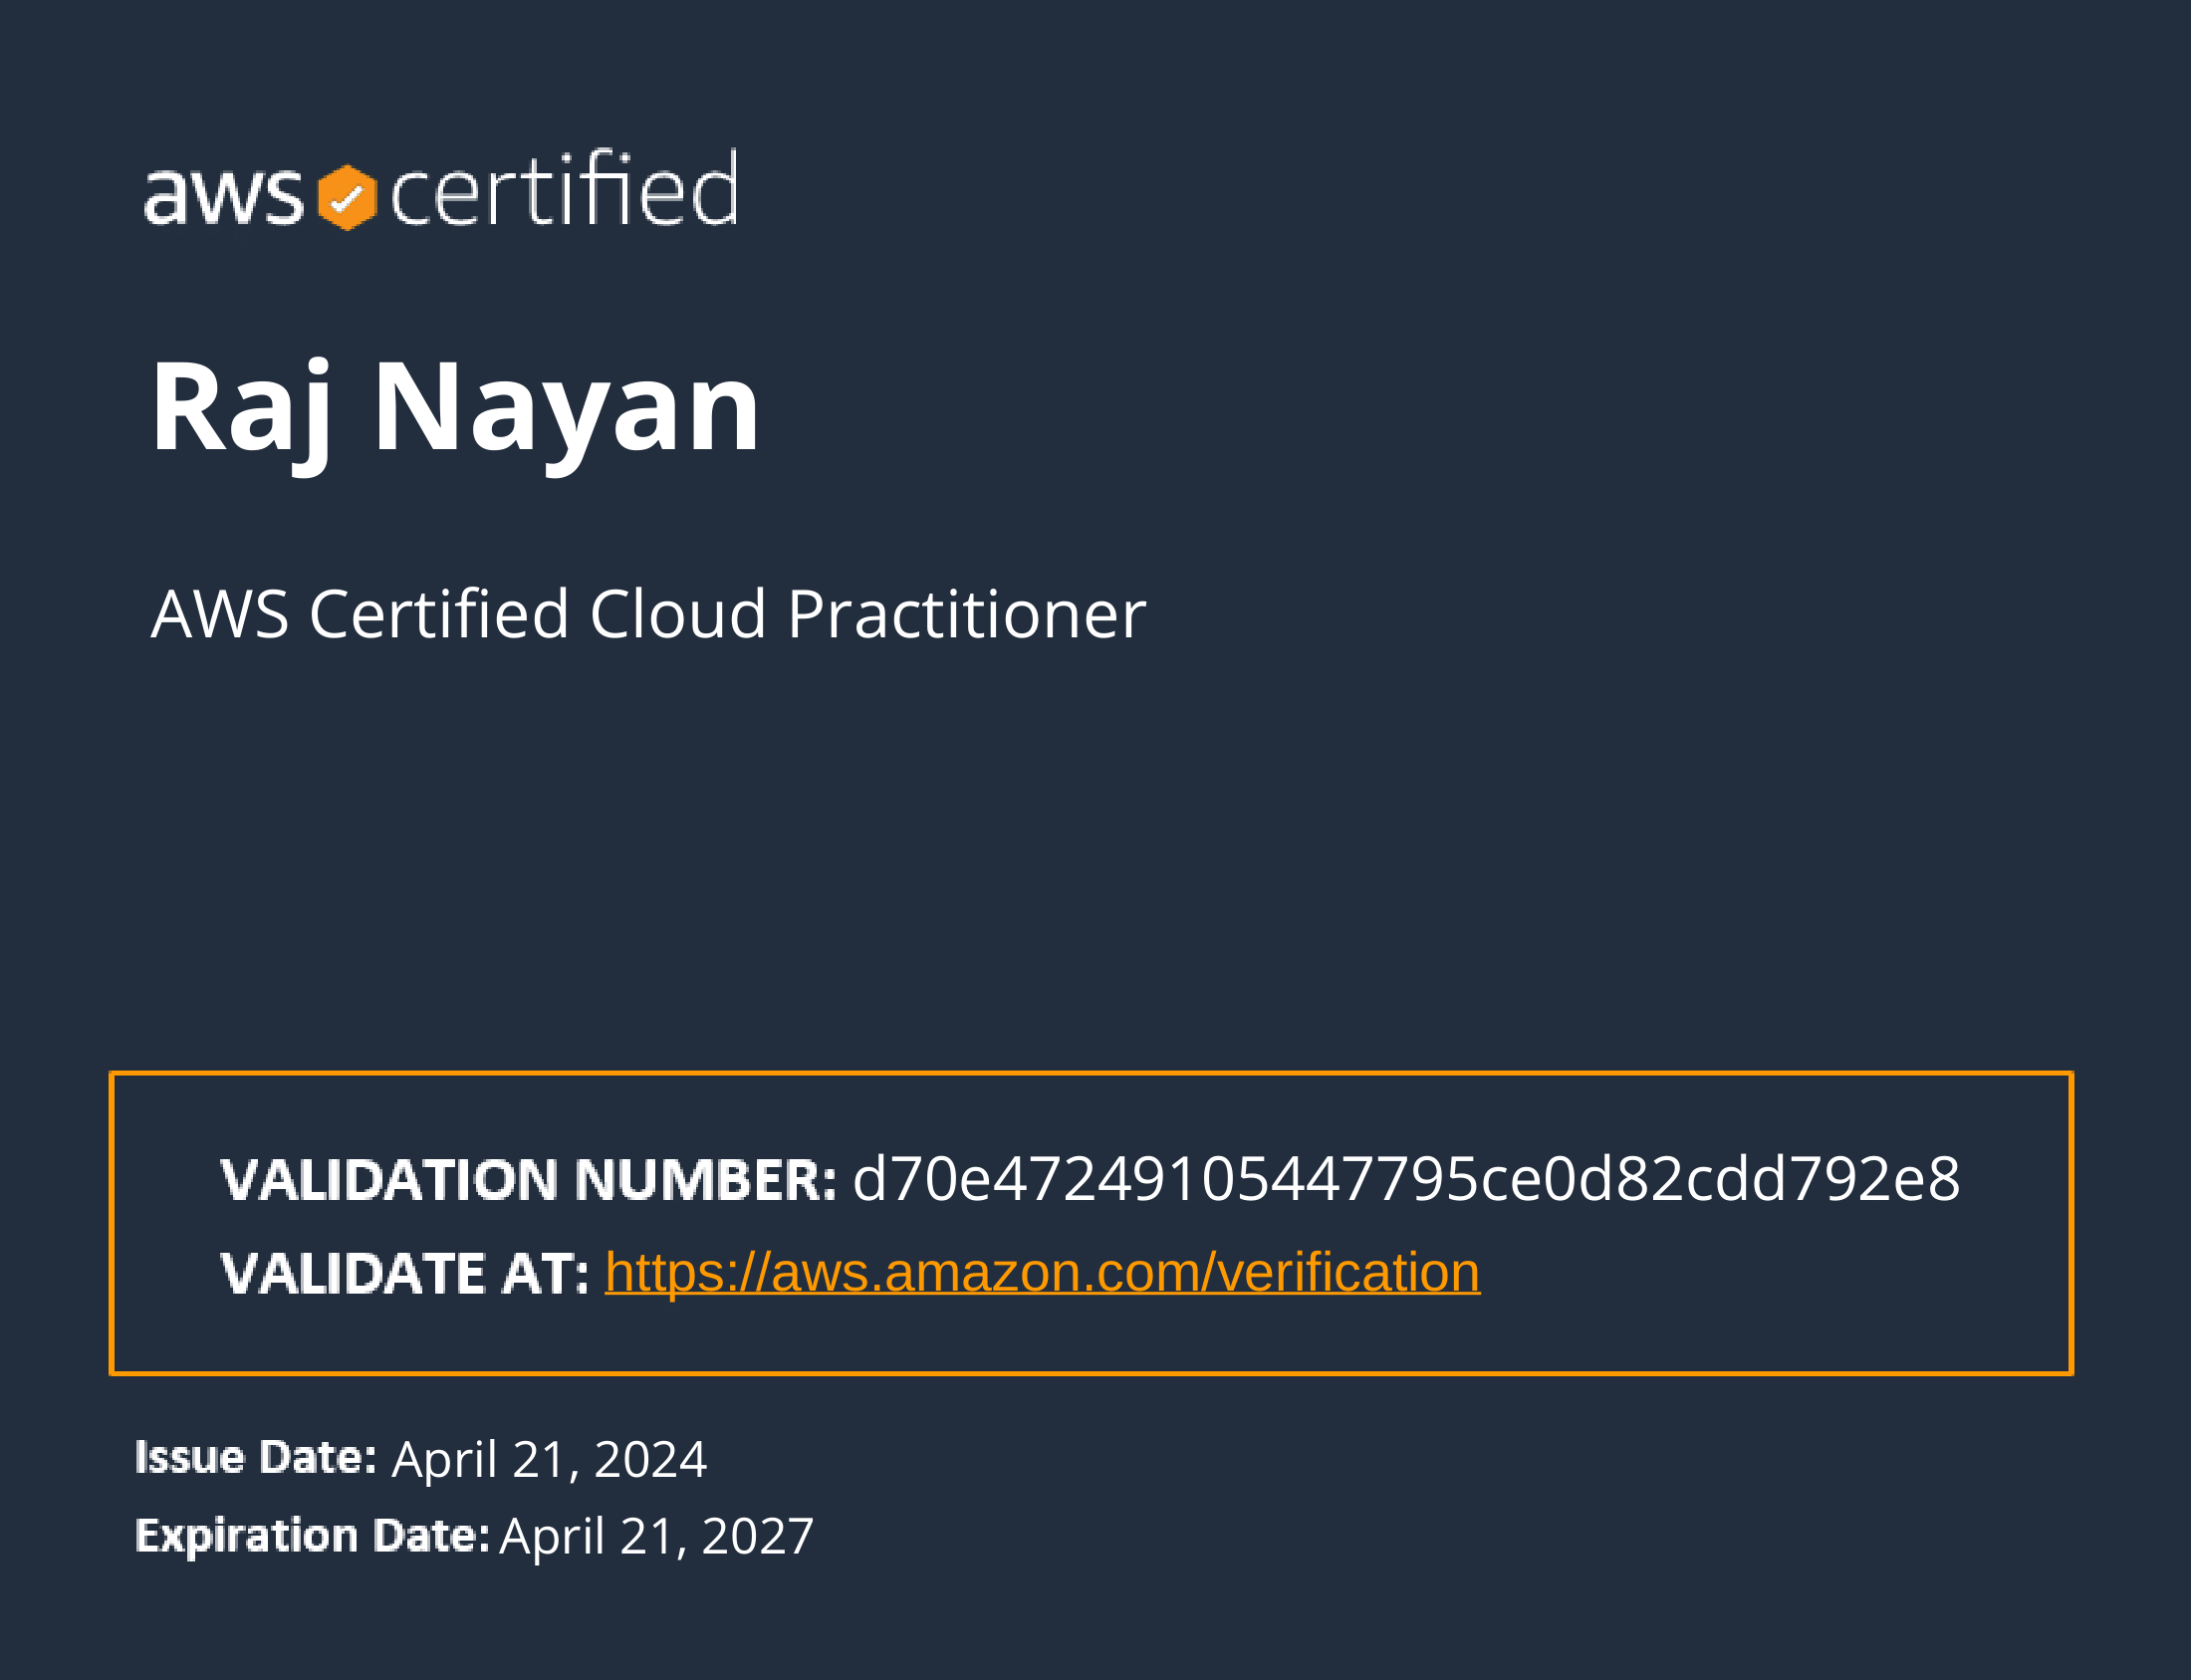 aws certified
Raj Nayan
AWS Certified Cloud Practitioner
VALIDATION NUMBER: d70e47249105447795ce0d82cdd792e8
VALIDATE AT: https://aws.amazon.com/verification
Issue Date: April 21, 2024
Expiration Date: April 21, 2027